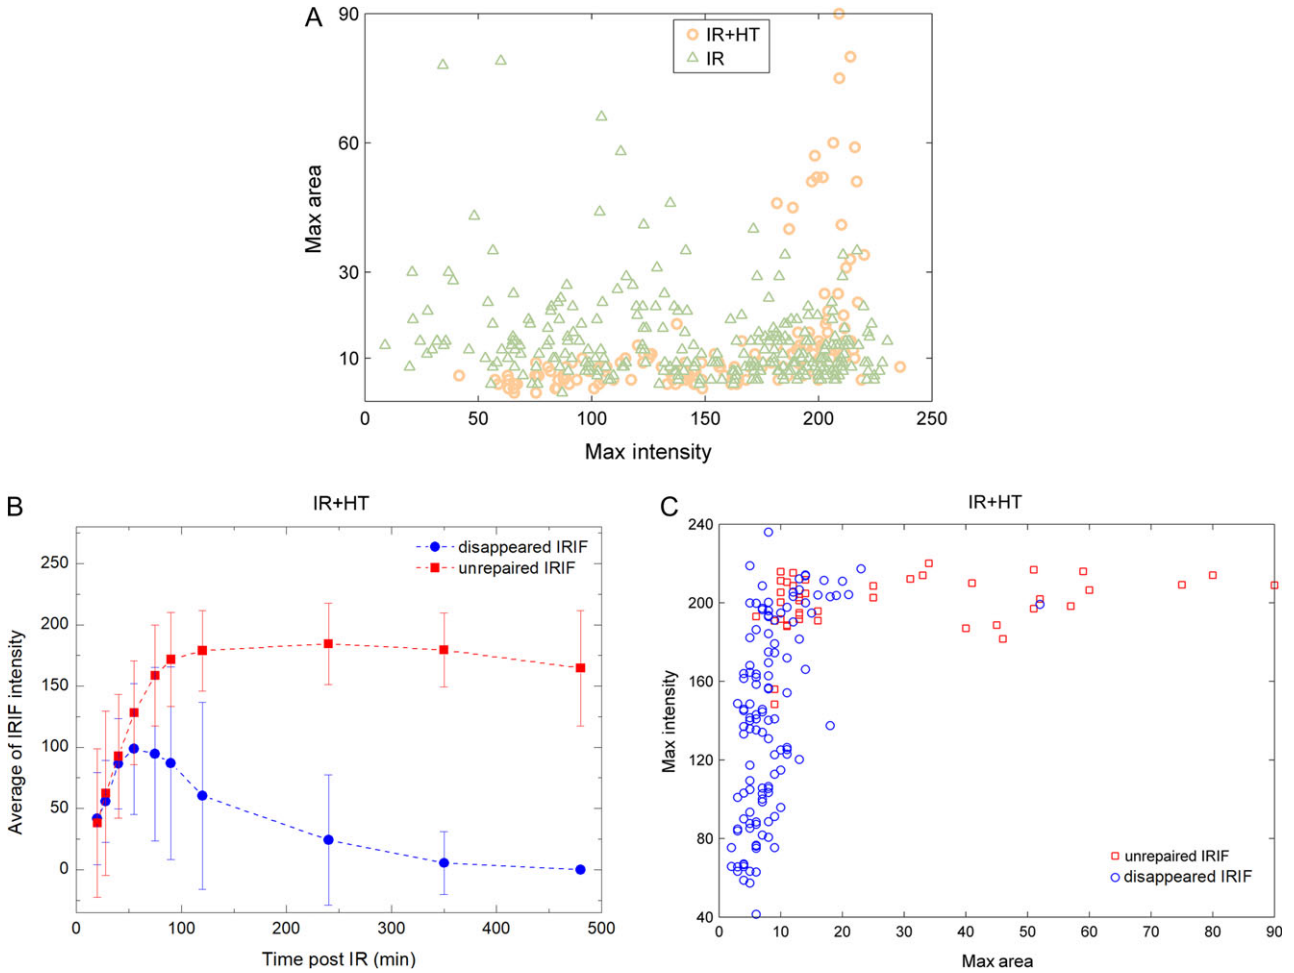 A
90
60
30
10
Max area
IR+HT
IR
0
50
100
150
200
250
Max intensity
B
IR+HT
250
200
150
100
50
0
Average of IRIF intensity
disappeared IRIF
unrepaired IRIF
0
100
200
300
400
500
Time post IR (min)
C
IR+HT
240
200
160
120
80
40
Max intensity
unrepaired IRIF
disappeared IRIF
0
10
20
30
40
50
60
70
80
90
Max area